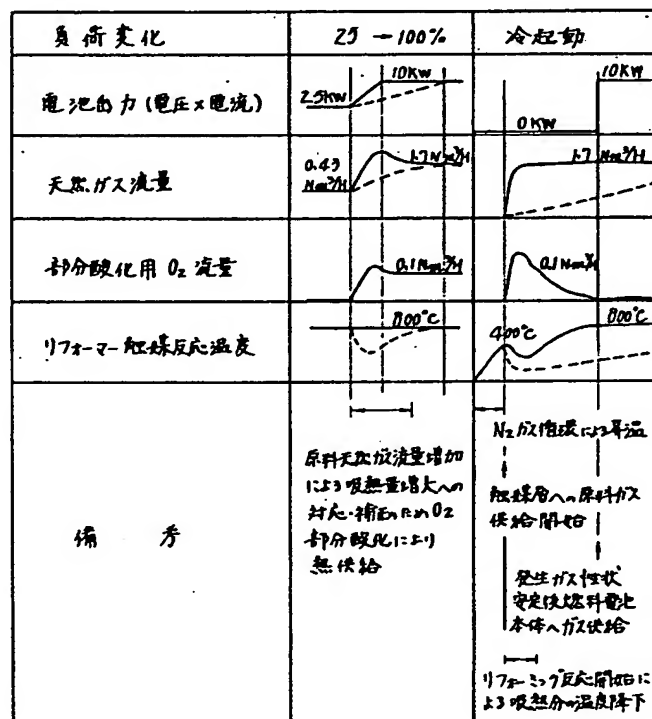 負荷変化 25→100% 冷起動
電池出力(電圧×電流) 2.5KW 10KW 0KW 10KW
天然ガス流量 0.43 Nm³/H 1.7Nm³/H 1.7 Nm³/H
部分酸化用O₂流量 0.1Nm³/H 0.1Nm³/H
リフォーマー触媒反応温度 800℃ 400℃ 800℃
備考
原料天然ガス流量増加
による吸熱量増大への
対応・補正のためO₂
部分酸化により
熱供給
N₂ガス循環による昇温
触媒層への原料ガス
供給開始
発生ガス性状
安定後燃料電池
本体へガス供給
リフォーミング反応開始に
よる吸熱分の温度降下